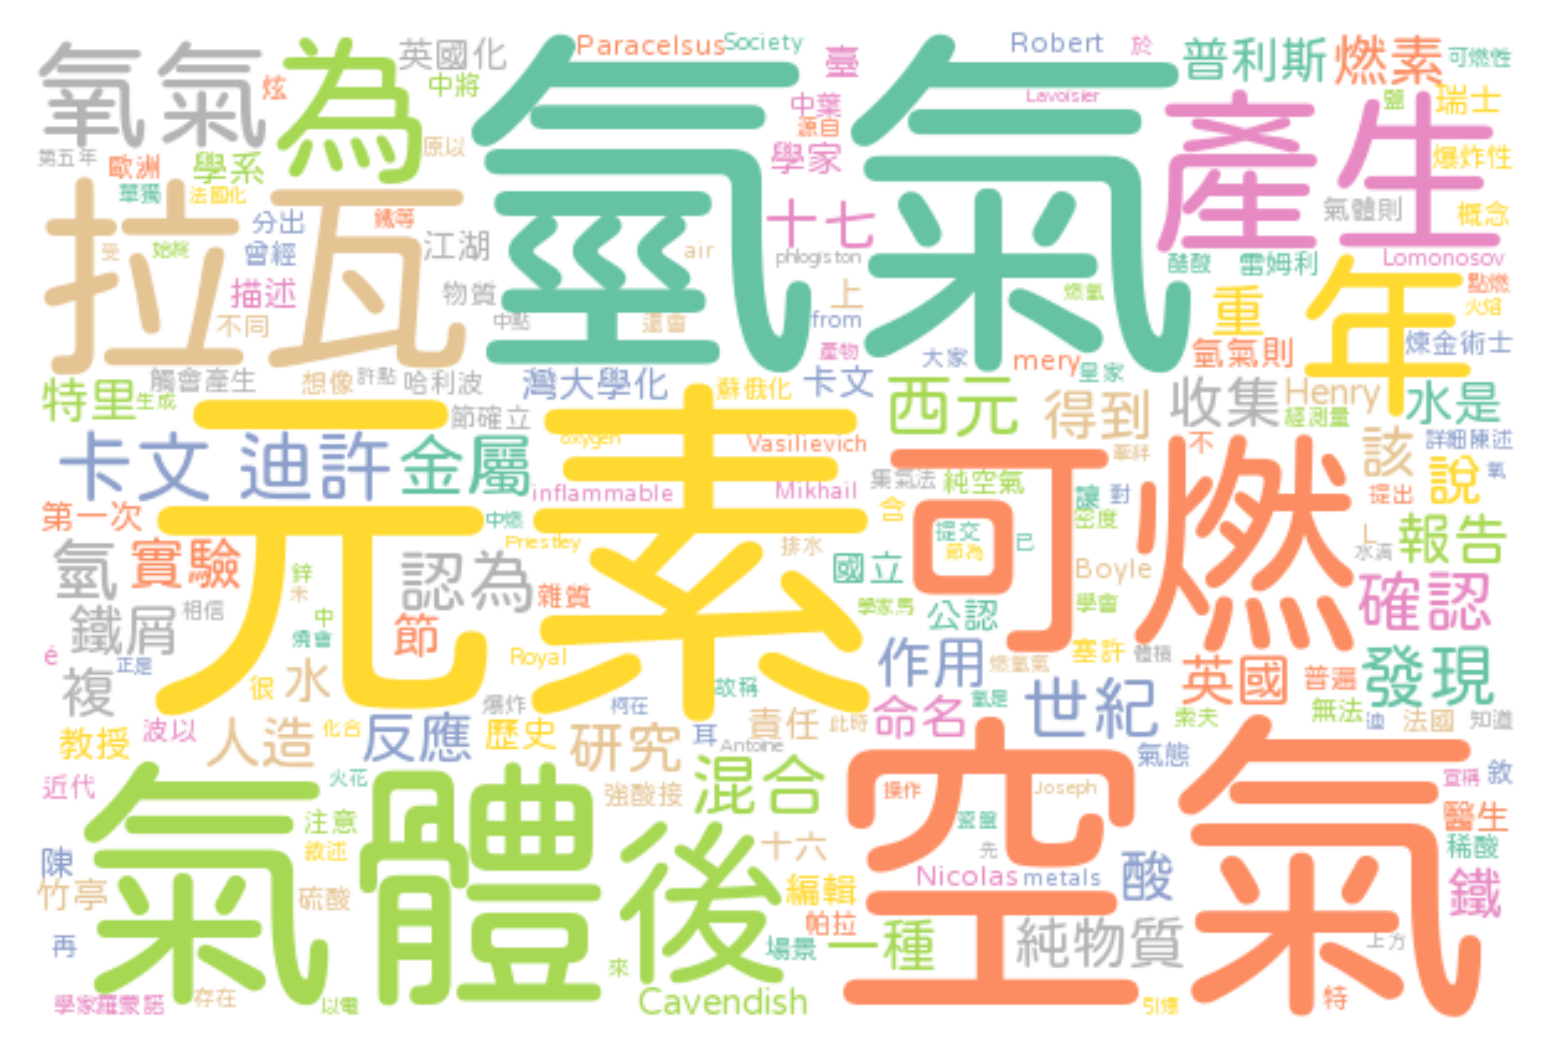 氧氣
為
英國化
Paracelsus
Society
氫氣
臺
Robert
於
普利斯
燃素
可燃性
炫
中將
中葉
Lavoisier
鹽
瑞士
源自
產生
第五年
歐洲
學系
原以
學家
爆炸性
單獨
法國化
拉瓦
分出
鐵等
十七
氣體則
概念
受
始終
曾經
江湖
air
phlogiston
醋酸
雷姆利
Lomonosov
描述
物質
上
燃氫
重
年
點燃
火焰
不同
中點
還會
from
產物
大家
mery
皇家
氫氣則
煉金術士
特里
生成
觸會產生
想像
許點
哈利波
灣大學化
蘇俄化
卡文
西元
得到
收集
Henry
經測量
水是
節確立
元素
卡文
迪許
金屬
oxygen
Vasilievich
可燃
不
該
詳細陳述
inflammable
Mikhail
集氣法
純空氣
讓
對
提出
說
氧
第一次
中燃
Priestley
含
提交
節為
已
密度
水滴
報告
氫
實驗
鋅
未
認為
排水
國立
Boyle
確認
鐵屑
相信
中
燒會
節
雜質
學家馬
公認
學會
é
正是
複
很
水
Royal
故稱
作用
燃氫氣
塞許
體積
英國
普遍
發現
爆炸
柯在
責任
此時
命名
氫是
世紀
索夫
無法
迪
法國
知道
教授
波以
人造
化合
反應
歷史
研究
耳
Antoine
氣態
近代
火花
強酸接
混合
空氣
操作
Joseph
宣稱
敘
注意
氣體後
瓷盤
醫生
陳
敘述
十六
先
稀酸
竹亭
硫酸
編輯
Nicolas
metals
酸
鐵
帕拉
再
場景
一種
純物質
上方
來
學家羅蒙諾
存在
以電
Cavendish
引爆
特